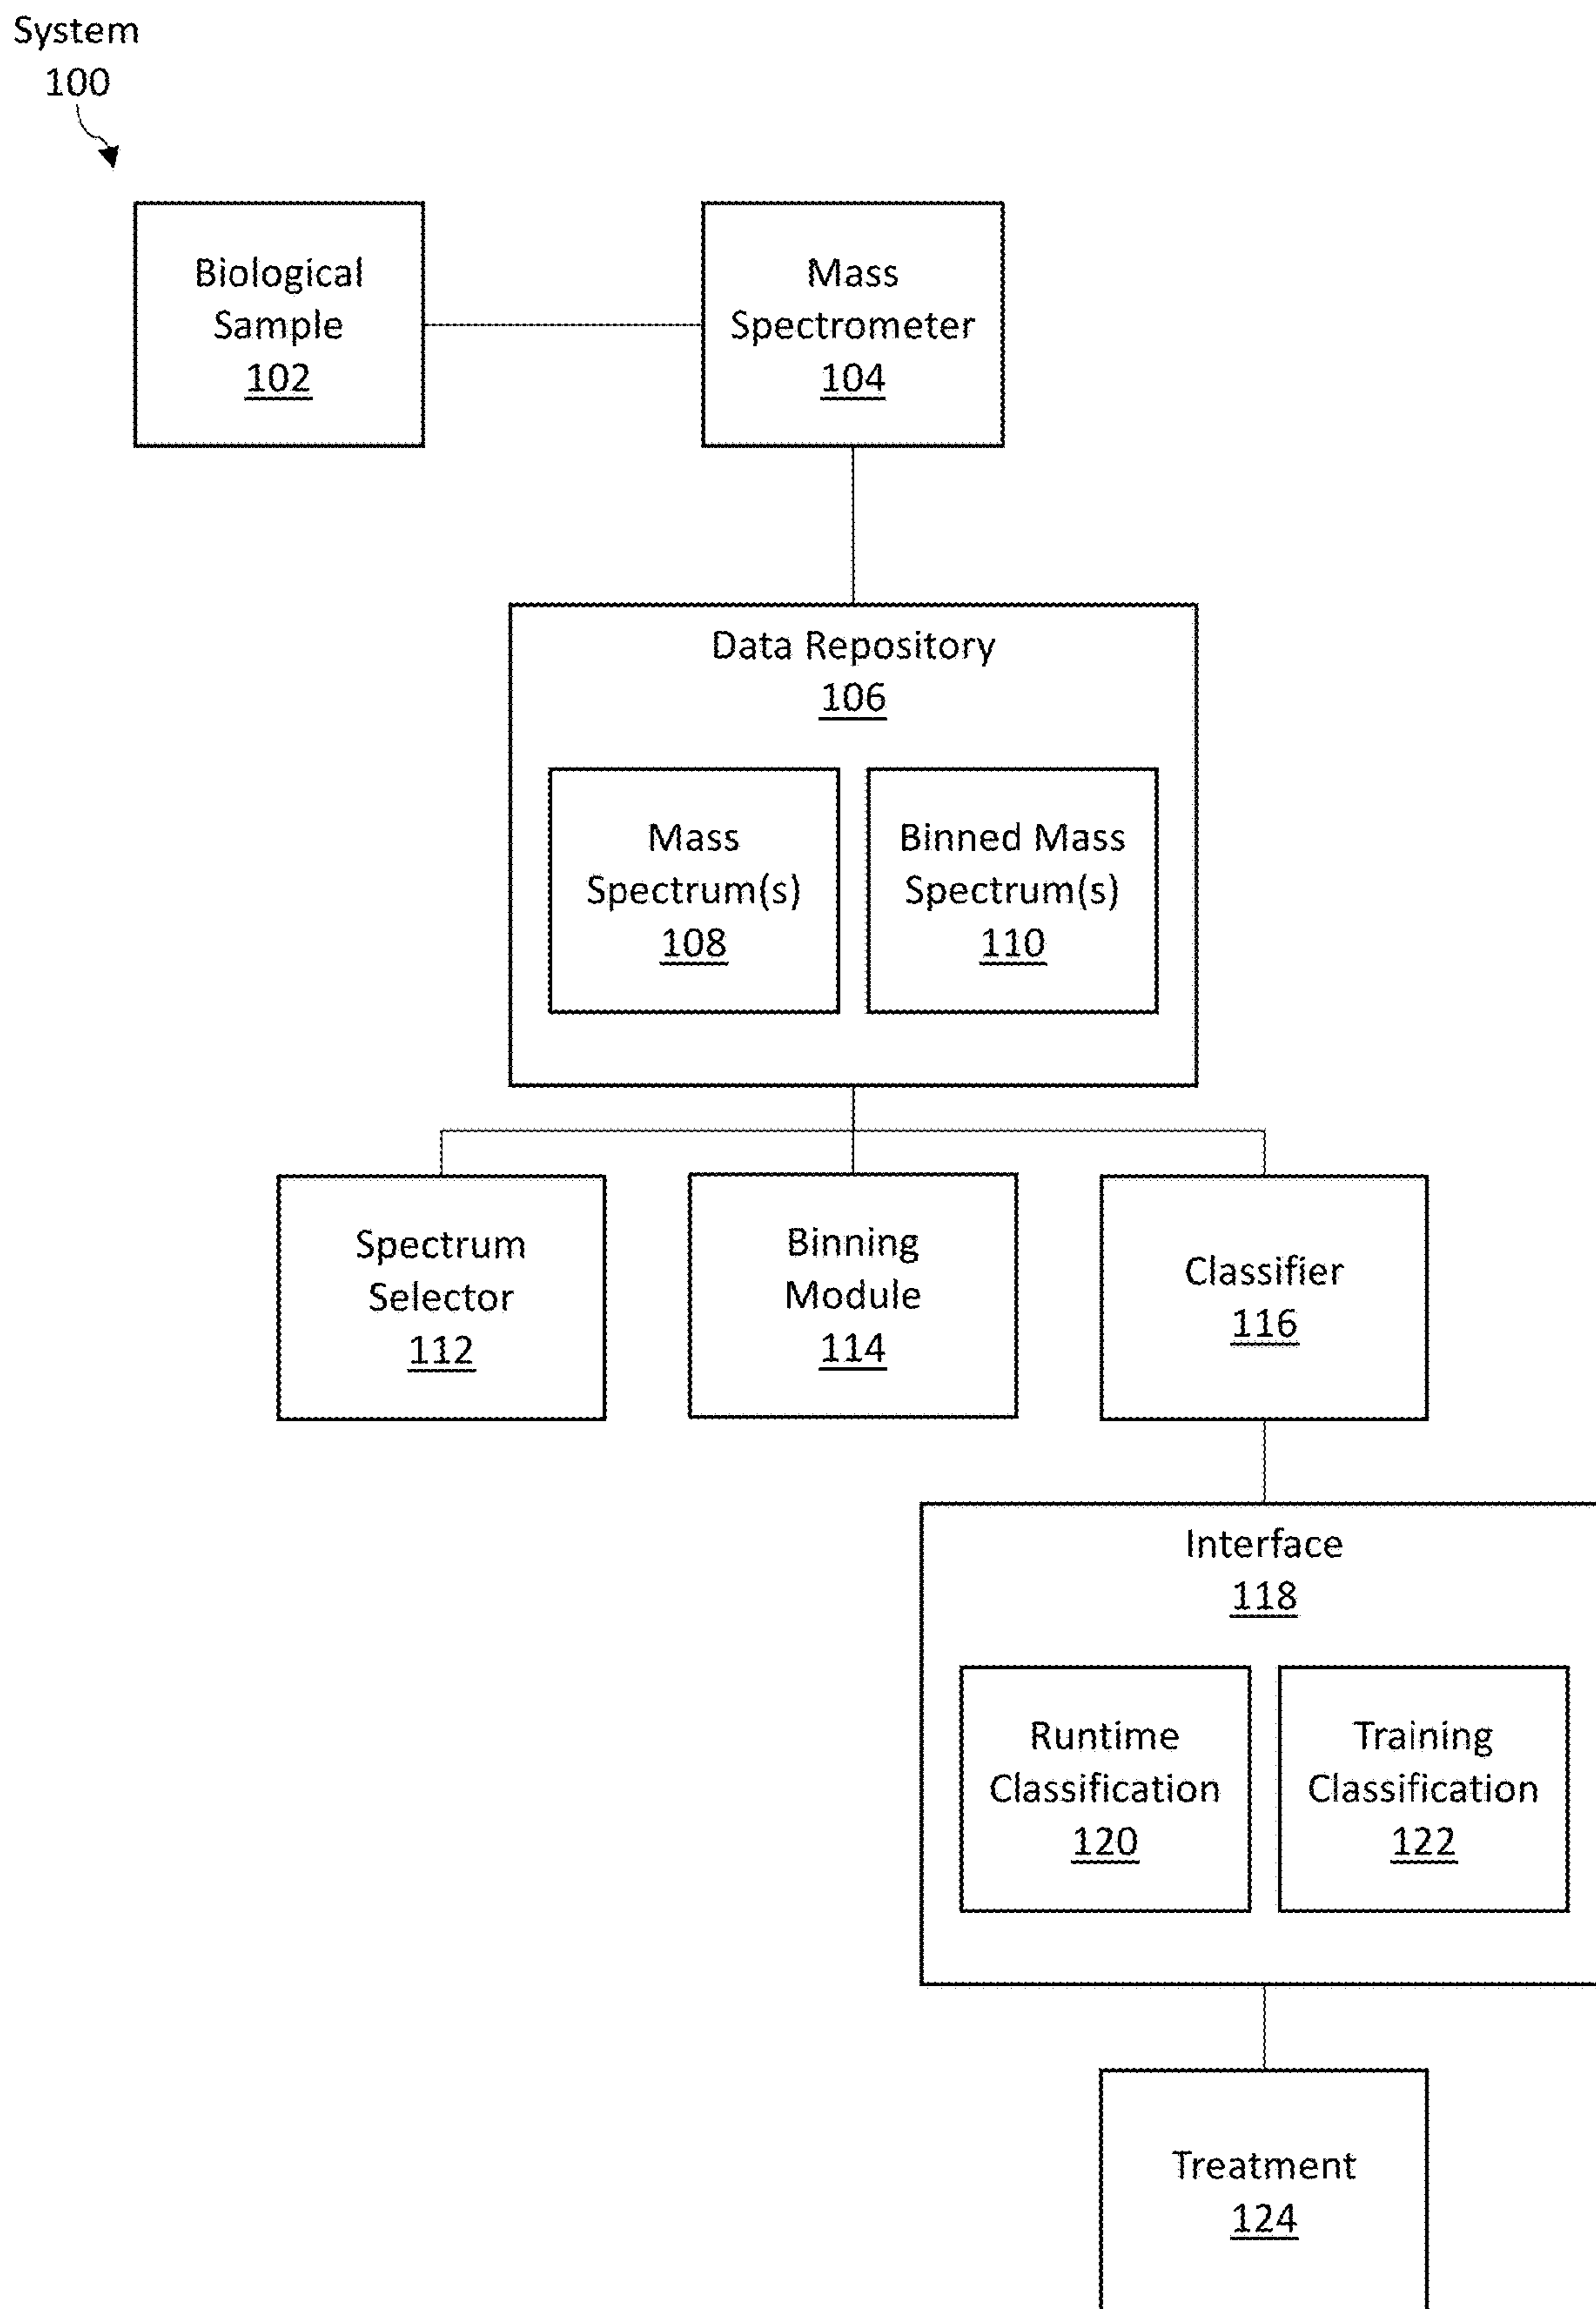 System
100
Biological
Sample
102
Mass
Spectrometer
104
Data Repository
106
Mass
Spectrum(s)
108
Binned Mass
Spectrum(s)
110
Spectrum
Selector
112
Binning
Module
114
Classifier
116
Interface
118
Runtime
Classification
120
Training
Classification
122
Treatment
124